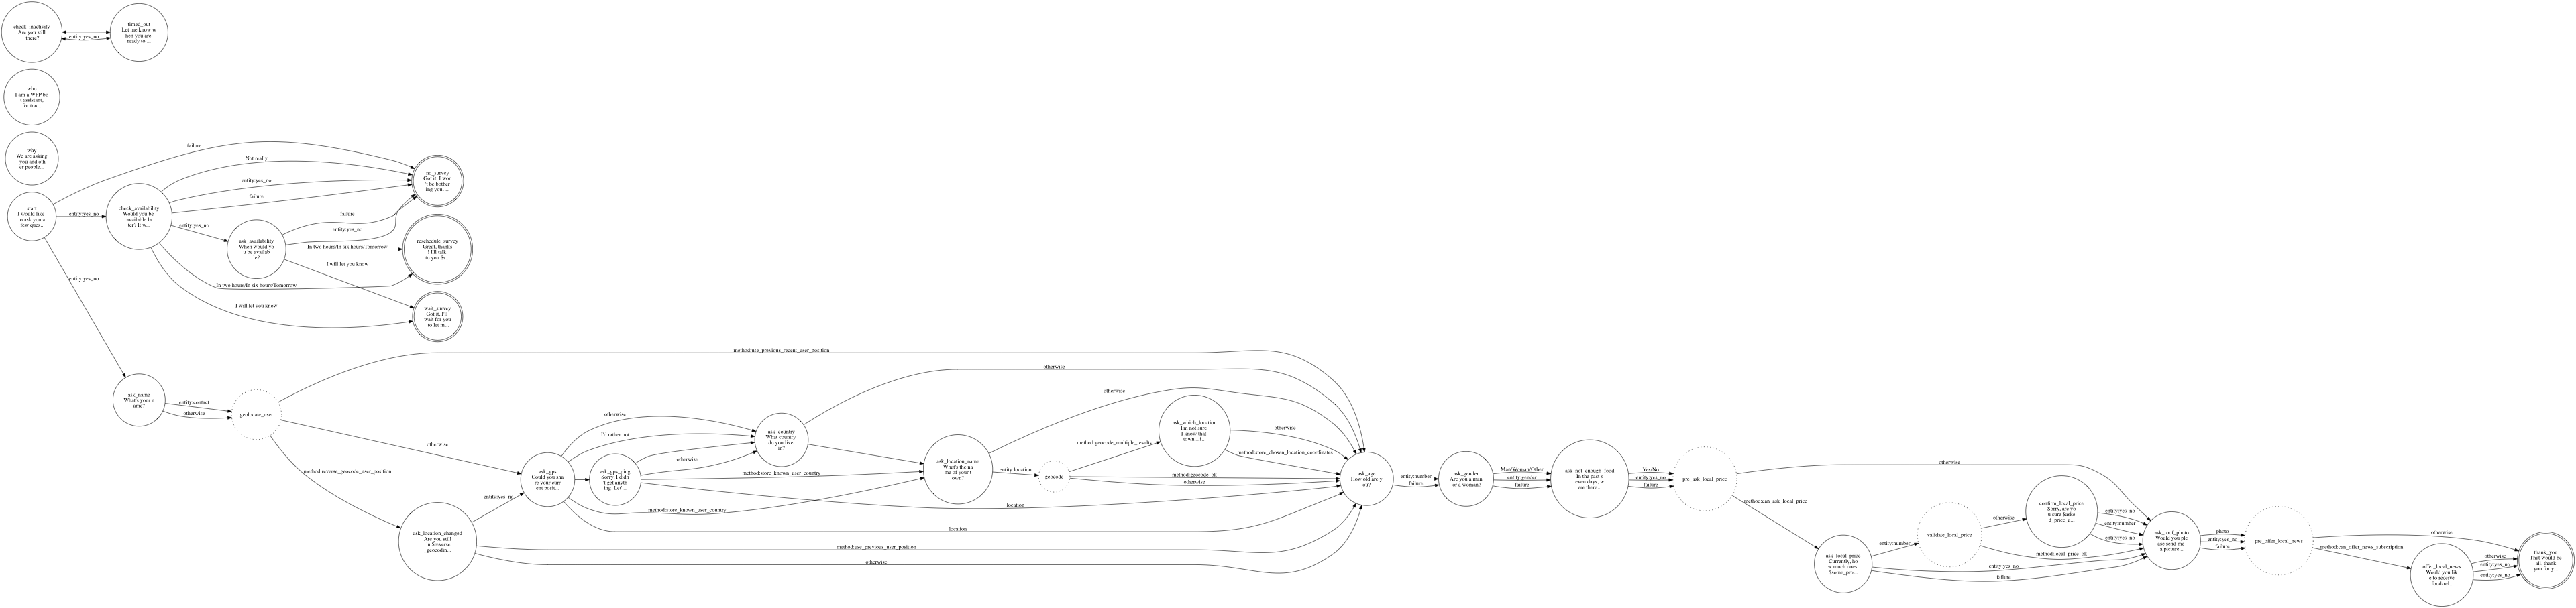 check_inactivity
Are you still
there?
entity:yes_no
timed_out
Let me know w
hen you are
ready to ...
who
I am a WFP bo
t assistant,
for trac...
why
We are asking
you and oth
er people...
start
I would like
to ask you a
few ques...
failure
entity:yes_no
entity:yes_no
check_availability
Would you be
available la
ter? It w...
Not really
entity:yes_no
failure
entity:yes_no
In two hours/In six hours/Tomorrow
I will let you know
ask_availability
When would yo
u be availab
le?
failure
entity:yes_no
In two hours/In six hours/Tomorrow
I will let you know
no_survey
Got it, I won
't be bother
ing you. ...
reschedule_survey
Great, thanks
! I'll talk
to you so...
wait_survey
Got it, I'll
wait for you
to let m...
ask_name
What's your n
ame?
entity:contact
otherwise
geolocate_user
method:use_previous_recent_user_position
otherwise
method:reverse_geocode_user_position
ask_location_changed
Are you still
in $reverse
_geocodin...
entity:yes_no
method:use_previous_user_position
otherwise
ask_gps
Could you sha
re your curr
ent posit...
otherwise
I'd rather not
method:store_known_user_country
location
ask_gps_ping
Sorry, I didn
't get anyth
ing. Let ...
otherwise
method:store_known_user_country
location
ask_country
What country
do you live
in?
otherwise
ask_location_name
What's the na
me of your t
own?
otherwise
entity:location
geocode
method:geocode_multiple_results
method:geocode_ok
otherwise
ask_which_location
I'm not sure
I know that
town... i...
otherwise
method:store_chosen_location_coordinates
ask_age
How old are y
ou?
entity:number
failure
ask_gender
Are you a man
or a woman?
Man/Woman/Other
entity:gender
failure
ask_not_enough_food
In the past s
even days, w
ere there...
Yes/No
entity:yes_no
failure
pre_ask_local_price
otherwise
method:can_ask_local_price
ask_local_price
Currently, ho
w much does
$some_pro...
entity:number
entity:yes_no
failure
validate_local_price
otherwise
method:local_price_ok
confirm_local_price
Sorry, are yo
u sure $aske
d_price_a...
entity:yes_no
entity:number
entity:yes_no
ask_roof_photo
Would you ple
ase send me
a picture...
photo
entity:yes_no
failure
pre_offer_local_news
otherwise
method:can_offer_news_subscription
offer_local_news
Would you lik
e to receive
food-rel...
otherwise
entity:yes_no
entity:yes_no
thank_you
That would be
all, thank
you for y...